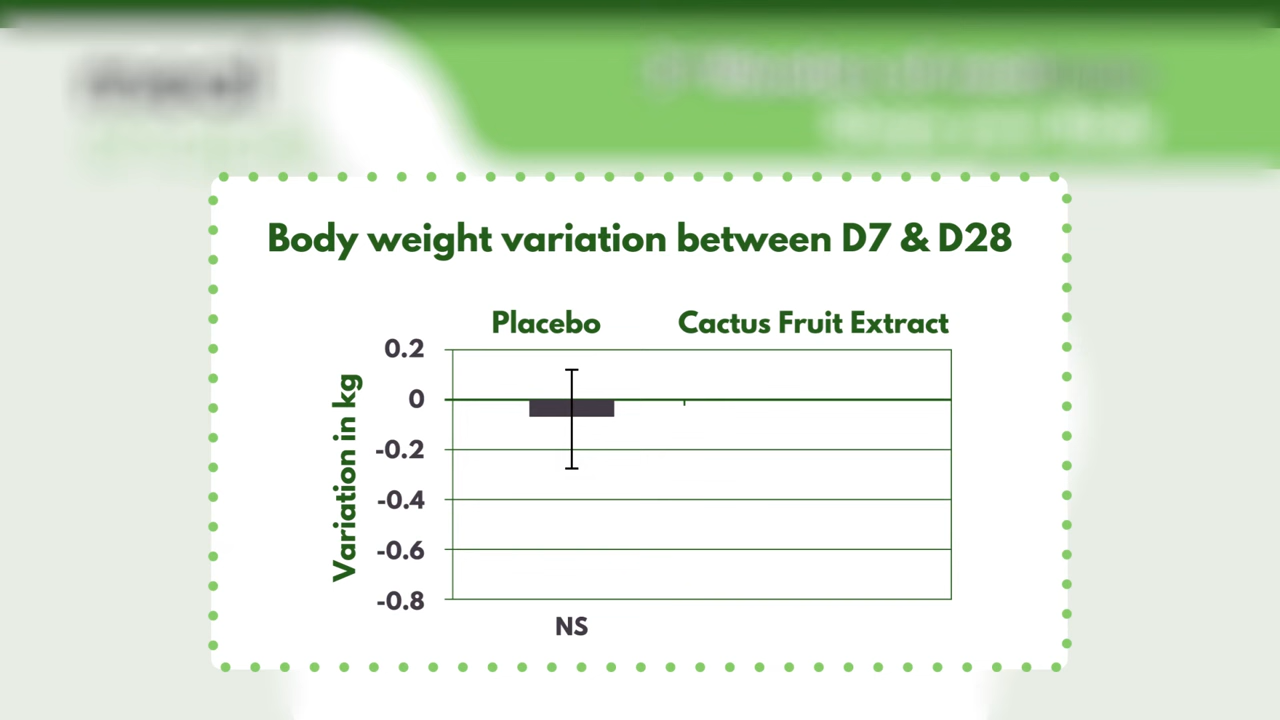 Body weight variation between D7 & D28
Placebo
Cactus Fruit Extract
Variation in kg
0.2
0
-0.2
-0.4
-0.6
-0.8
NS